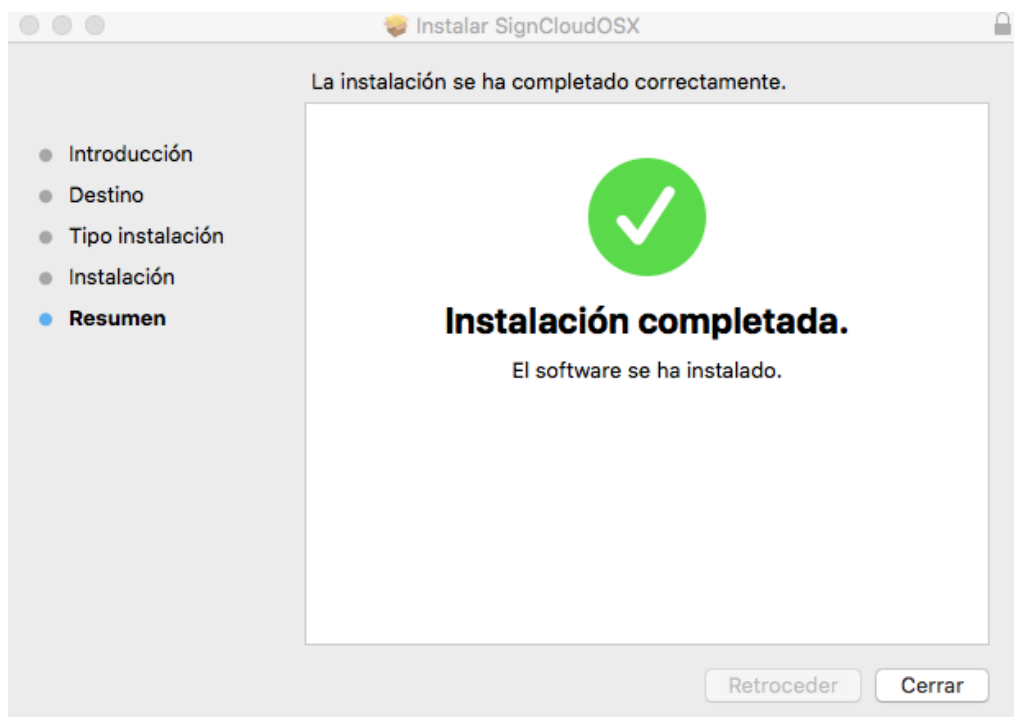 Instalar SignCloudOSX
La instalación se ha completado correctamente.
Introducción
Destino
Tipo instalación
Instalación
Resumen
Instalación completada.
El software se ha instalado.
Retroceder
Cerrar